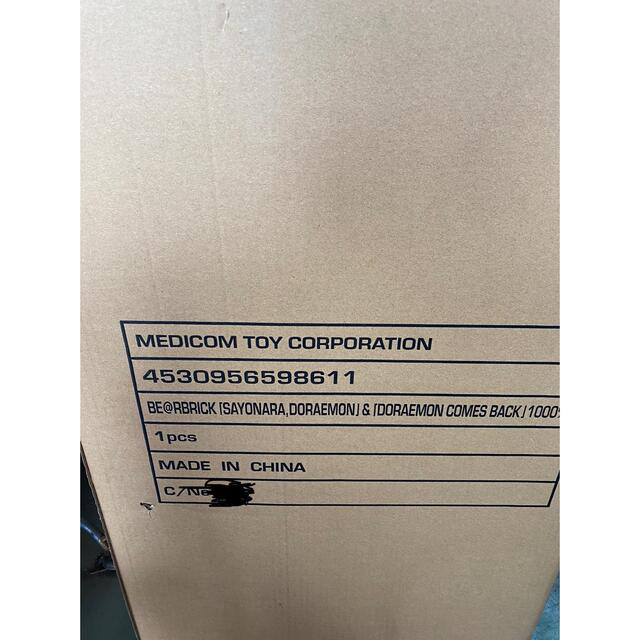 MEDICOM TOY CORPORATION
4530956598611
BE@RBRICK「SAYONARA,DORAEMON」&「DORAEMON COMES BACK」1000%
1pcs
MADE IN CHINA
C/No